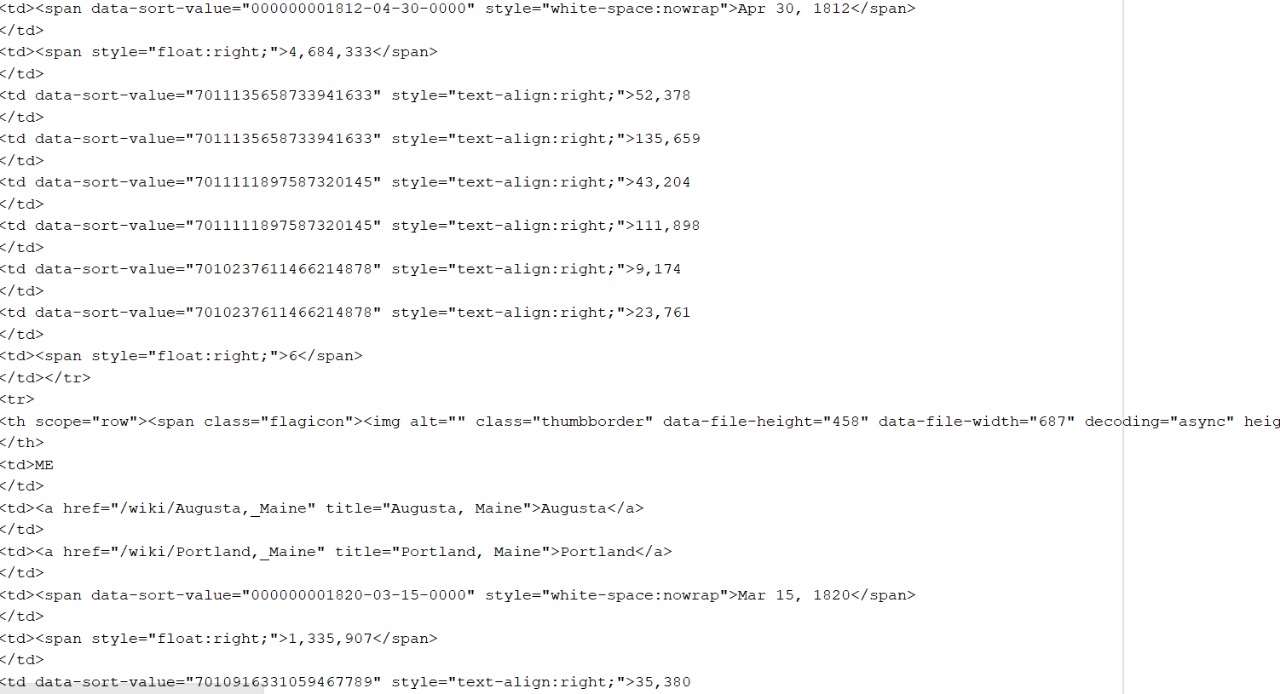 <td><span data-sort-value="000000001812-04-30-0000" style="white-space:nowrap">Apr 30, 1812</span>
</td>
<td><span style="float:right;">4,684,333</span>
</td>
<td data-sort-value="7011135658733941633" style="text-align:right;">52,378
</td>
<td data-sort-value="7011135658733941633" style="text-align:right;">135,659
</td>
<td data-sort-value="7011111897587320145" style="text-align:right;">43,204
</td>
<td data-sort-value="7011111897587320145" style="text-align:right;">111,898
</td>
<td data-sort-value="7010237611466214878" style="text-align:right;">9,174
</td>
<td data-sort-value="7010237611466214878" style="text-align:right;">23,761
</td>
<td><span style="float:right;">6</span>
</td></tr>
<tr>
<th scope="row"><span class="flagicon"><img alt="" class="thumbborder" data-file-height="458" data-file-width="687" decoding="async" heig
</th>
<td>ME
</td>
<td><a href="/wiki/Augusta,_Maine" title="Augusta, Maine">Augusta</a>
</td>
<td><a href="/wiki/Portland,_Maine" title="Portland, Maine">Portland</a>
</td>
<td><span data-sort-value="000000001820-03-15-0000" style="white-space:nowrap">Mar 15, 1820</span>
</td>
<td><span style="float:right;">1,335,907</span>
</td>
<td data-sort-value="7010916331059467789" style="text-align:right;">35,380